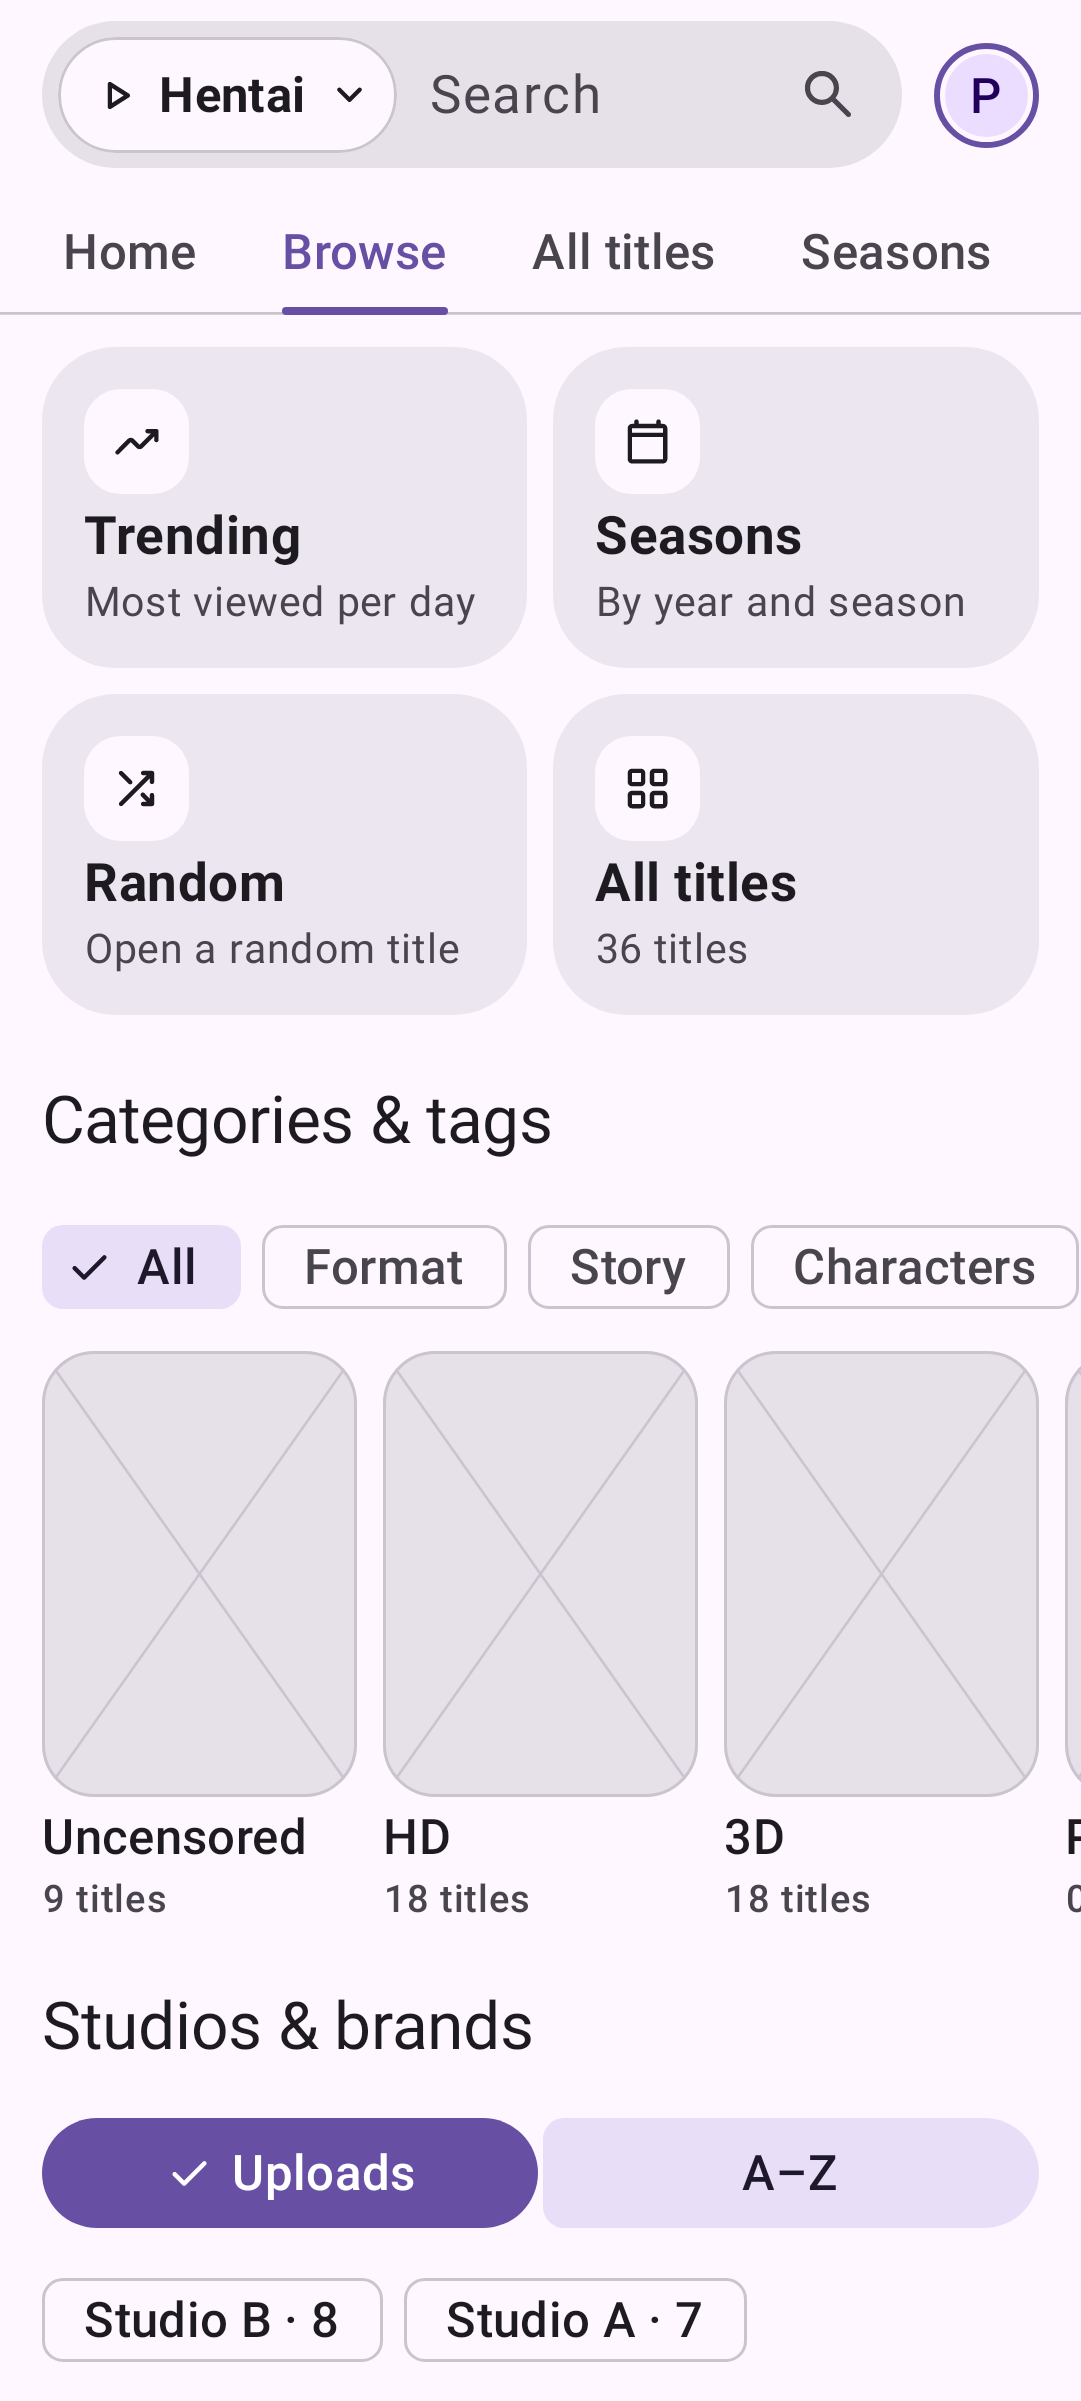 Hentai
Search
P
Home Browse All titles Seasons
Trending
Most viewed per day
Seasons
By year and season
Random
Open a random title
All titles
36 titles
Categories & tags
All Format Story Characters
Uncensored
9 titles
HD
18 titles
3D
18 titles
Studios & brands
Uploads A–Z
Studio B · 8 Studio A · 7